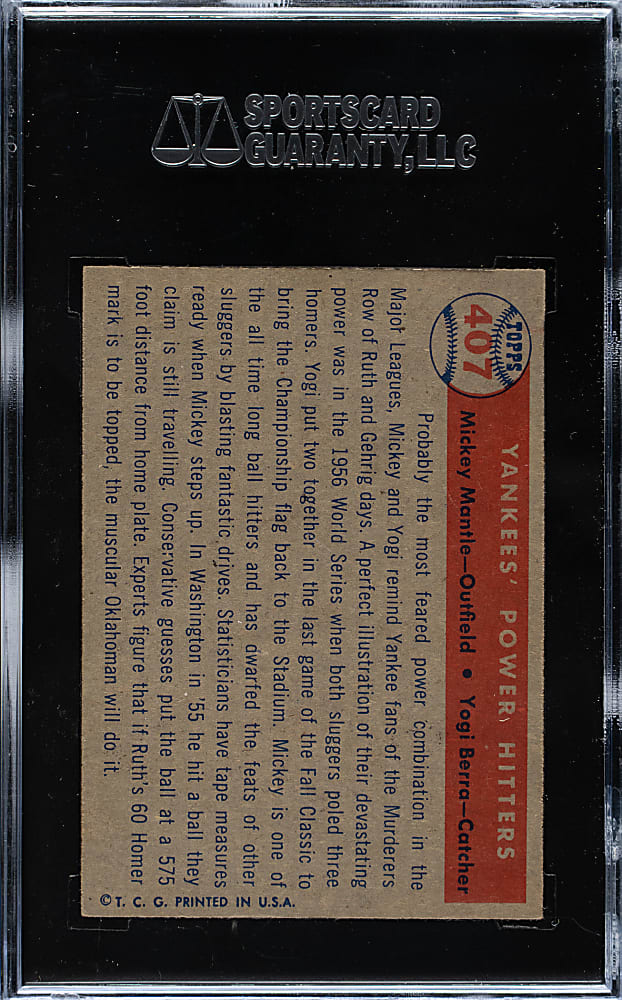 SPORTSCARD
GUARANTY, LLC
TOPPS
407
YANKEES' POWER HITTERS
Mickey Mantle—Outfield • Yogi Berra—Catcher
Probably the most feared power combination in the
Major Leagues, Mickey and Yogi remind Yankee fans of the Murderers
Row of Ruth and Gehrig days. A perfect illustration of their devastating
power was in the 1956 World Series when both sluggers poled three
homers. Yogi put two together in the last game of the Fall Classic to
bring the Championship flag back to the Stadium. Mickey is one of
the all time long ball hitters and has dwarfed the feats of other
sluggers by blasting fantastic drives. Statisticians have tape measures
ready when Mickey steps up. In Washington in '55 he hit a ball they
claim is still travelling. Conservative guesses put the ball at a 575
foot distance from home plate. Experts figure that if Ruth's 60 Homer
mark is to be topped, the muscular Oklahoman will do it.
© T. C. G. PRINTED IN U.S.A.